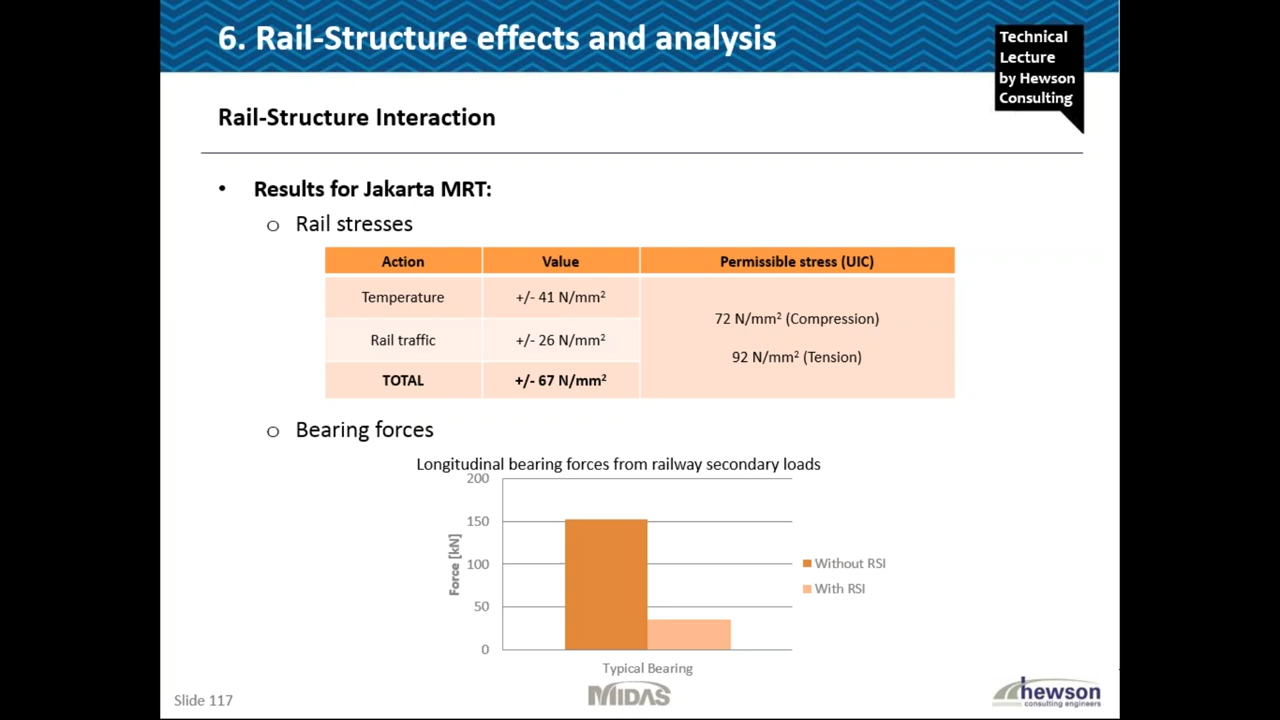 6. Rail-Structure effects and analysis
Technical
Lecture
by Hewson
Consulting
Rail-Structure Interaction
• Results for Jakarta MRT:
o Rail stresses
Action Value Permissible stress (UIC)
Temperature +/- 41 N/mm²
72 N/mm² (Compression)
Rail traffic +/- 26 N/mm²
92 N/mm² (Tension)
TOTAL +/- 67 N/mm²
o Bearing forces
Longitudinal bearing forces from railway secondary loads
200
150
100
50
0
Force [kN]
Without RSI
With RSI
Typical Bearing
Slide 117
MIDAS
hewson
consulting engineers